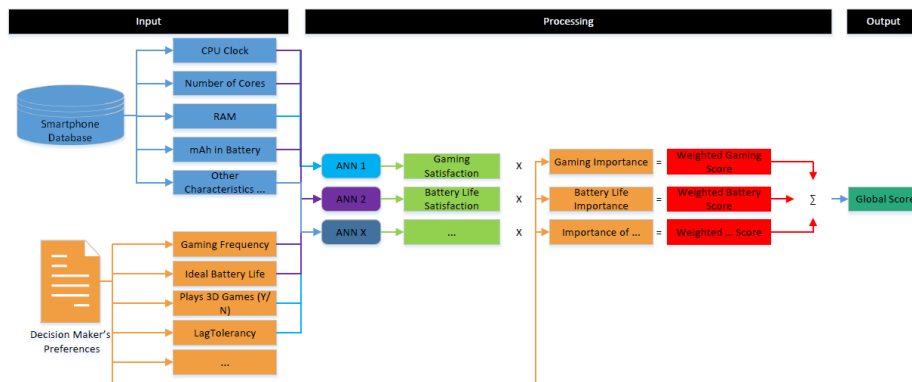 Input
Processing
Output
CPU Clock
Number of Cores
RAM
mAh in Battery
Other
Characteristics ...
Smartphone
Database
Gaming Frequency
Ideal Battery Life
Plays 3D Games (Y/
N)
LagTolerancy
...
Decision Maker's
Preferences
ANN 1
Gaming
Satisfaction
X
Gaming Importance
=
Weighted Gaming
Score
ANN 2
Battery Life
Satisfaction
X
Battery Life
Importance
=
Weighted Battery
Score
Σ
Global Score
ANN X
...
X
Importance of ...
=
Weighted ... Score